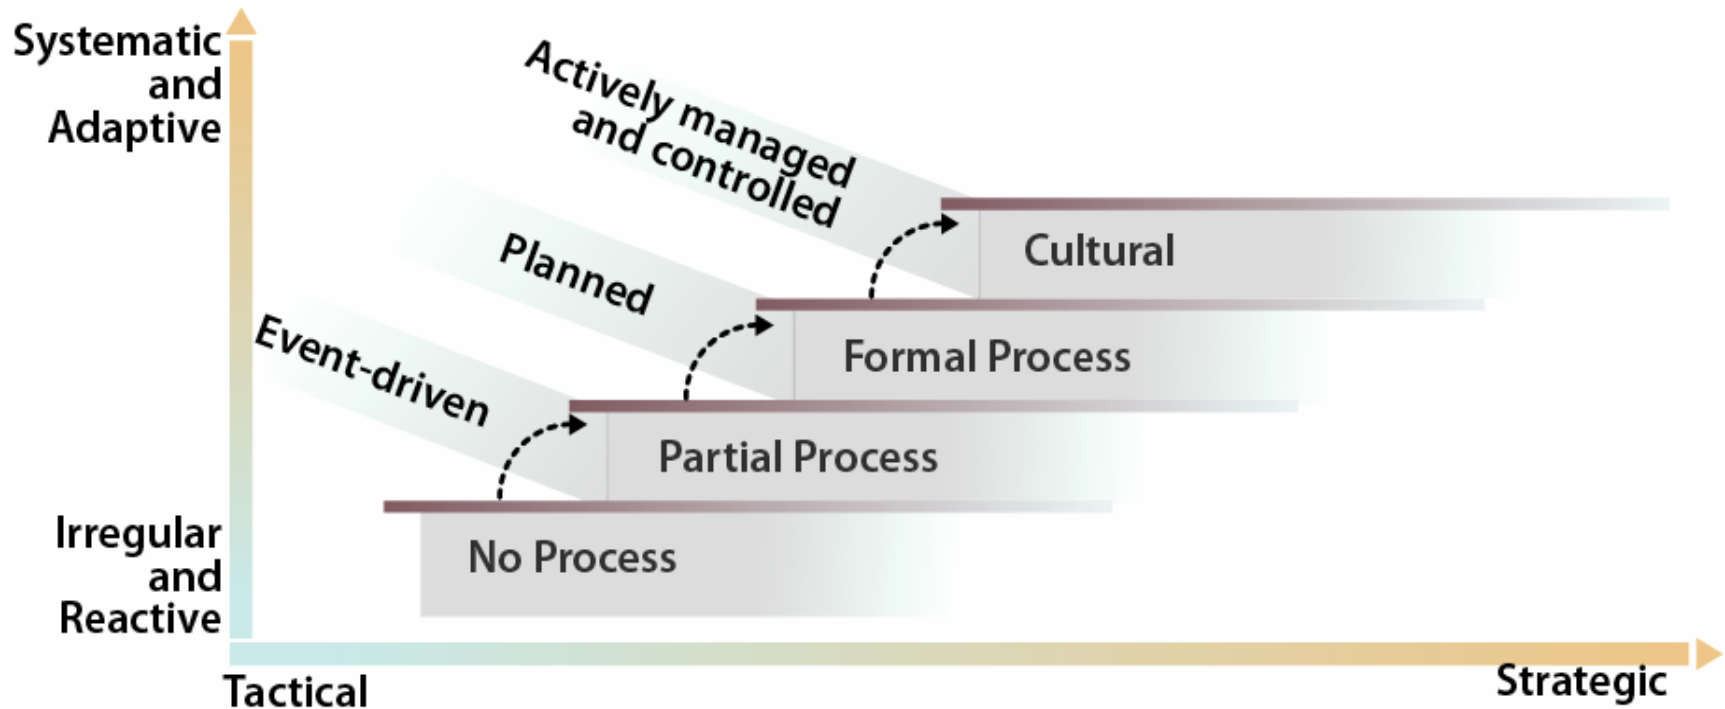 Systematic
and
Adaptive
Actively managed
and controlled
Cultural
Planned
Formal Process
Event-driven
Partial Process
Irregular
and
Reactive
No Process
Tactical
Strategic